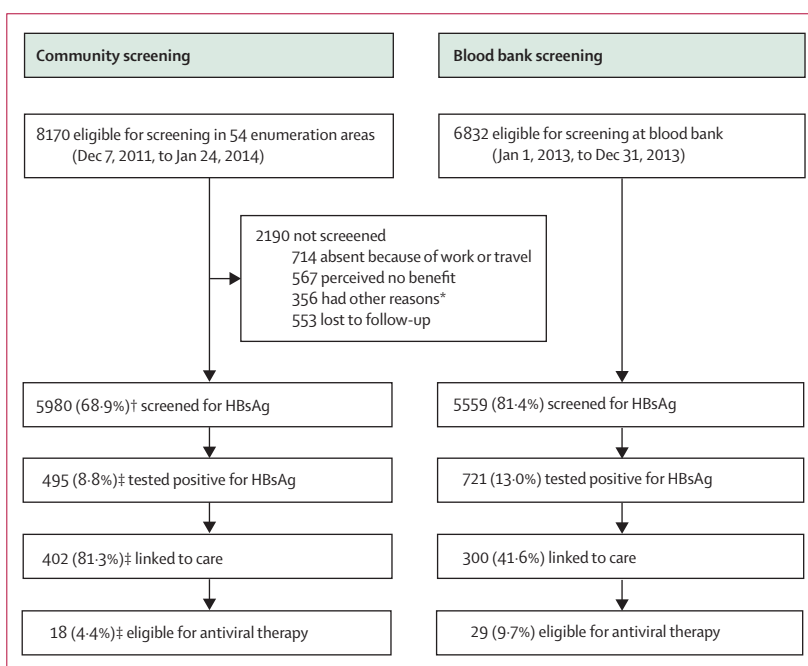 Community screening
Blood bank screening
8170 eligible for screening in 54 enumeration areas
(Dec 7, 2011, to Jan 24, 2014)
6832 eligible for screening at blood bank
(Jan 1, 2013, to Dec 31, 2013)
2190 not screeened
714 absent because of work or travel
567 perceived no benefit
356 had other reasons*
553 lost to follow-up
5980 (68·9%)† screened for HBsAg
5559 (81·4%) screened for HBsAg
495 (8·8%)‡ tested positive for HBsAg
721 (13·0%) tested positive for HBsAg
402 (81·3%)‡ linked to care
300 (41·6%) linked to care
18 (4·4%)‡ eligible for antiviral therapy
29 (9·7%) eligible for antiviral therapy